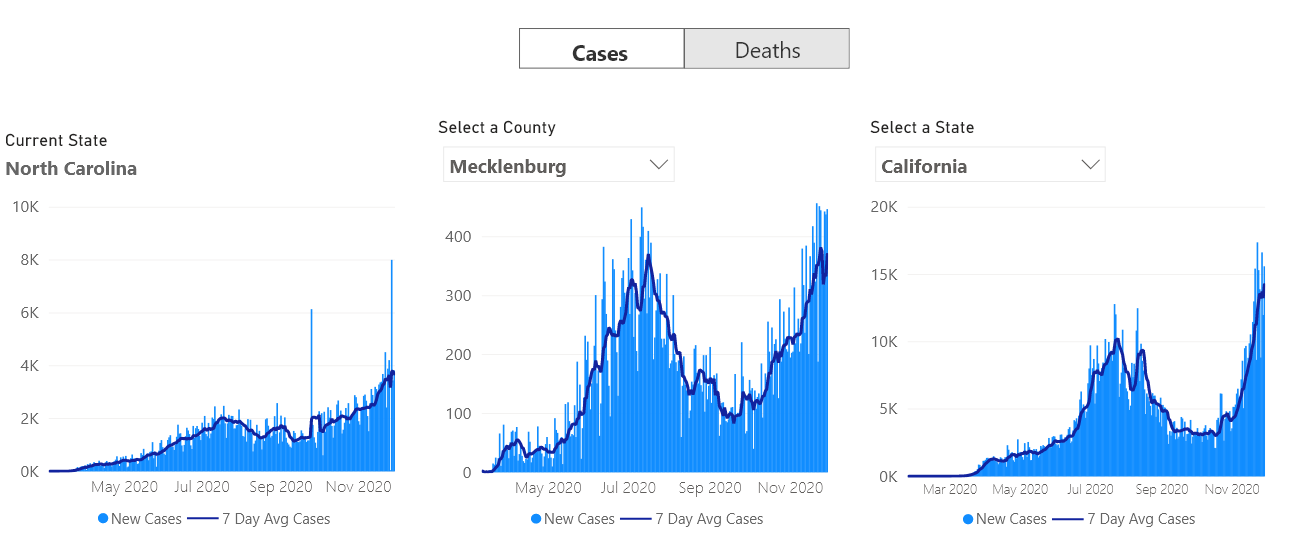 Cases Deaths
Current State
North Carolina
10K
8K
6K
4K
2K
0K
May 2020 Jul 2020 Sep 2020 Nov 2020
New Cases 7 Day Avg Cases
Select a County
Mecklenburg
400
300
200
100
0
May 2020 Jul 2020 Sep 2020 Nov 2020
New Cases 7 Day Avg Cases
Select a State
California
20K
15K
10K
5K
0K
Mar 2020 May 2020 Jul 2020 Sep 2020 Nov 2020
New Cases 7 Day Avg Cases